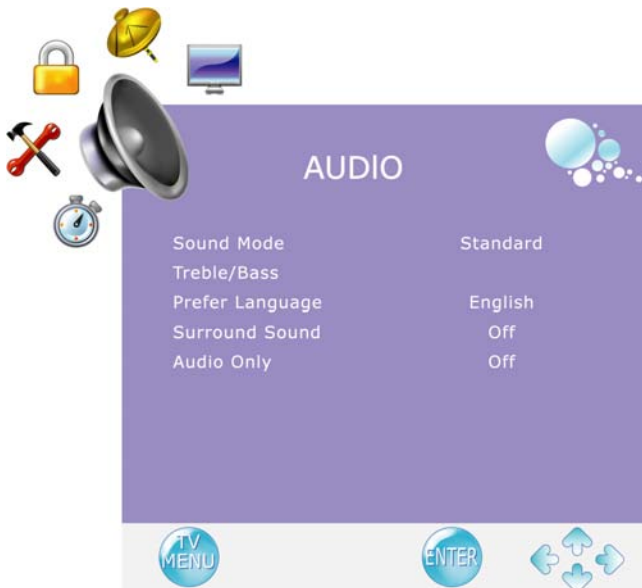 AUDIO
Sound Mode Standard
Treble/Bass
Prefer Language English
Surround Sound Off
Audio Only Off
TV
MENU
ENTER